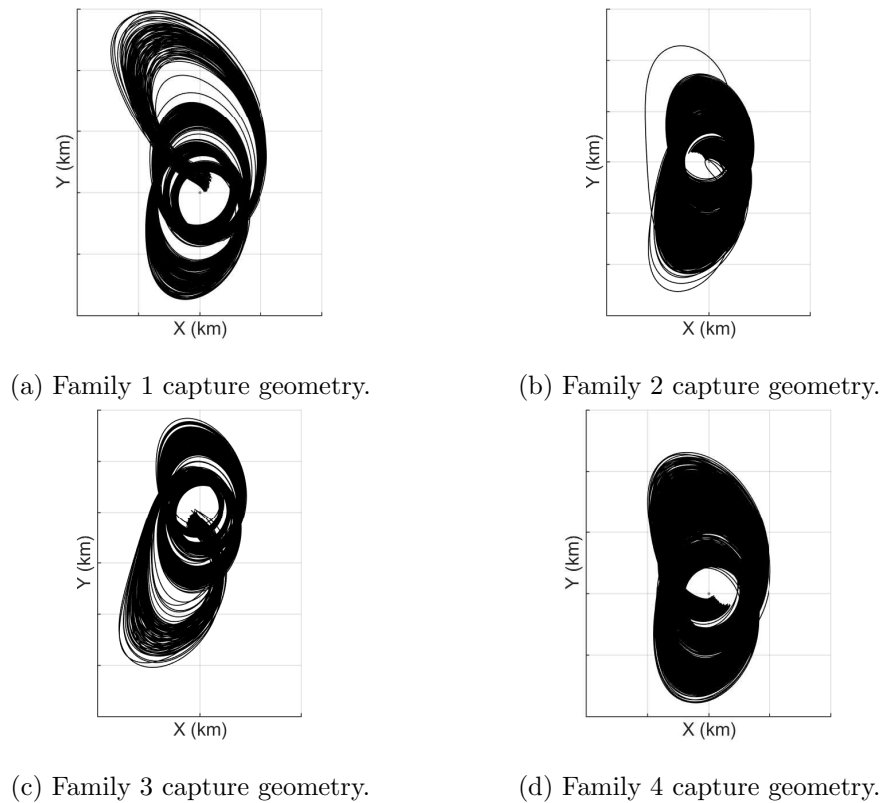 Y (km)
X (km)
(a) Family 1 capture geometry.
Y (km)
X (km)
(b) Family 2 capture geometry.
Y (km)
X (km)
(c) Family 3 capture geometry.
Y (km)
X (km)
(d) Family 4 capture geometry.